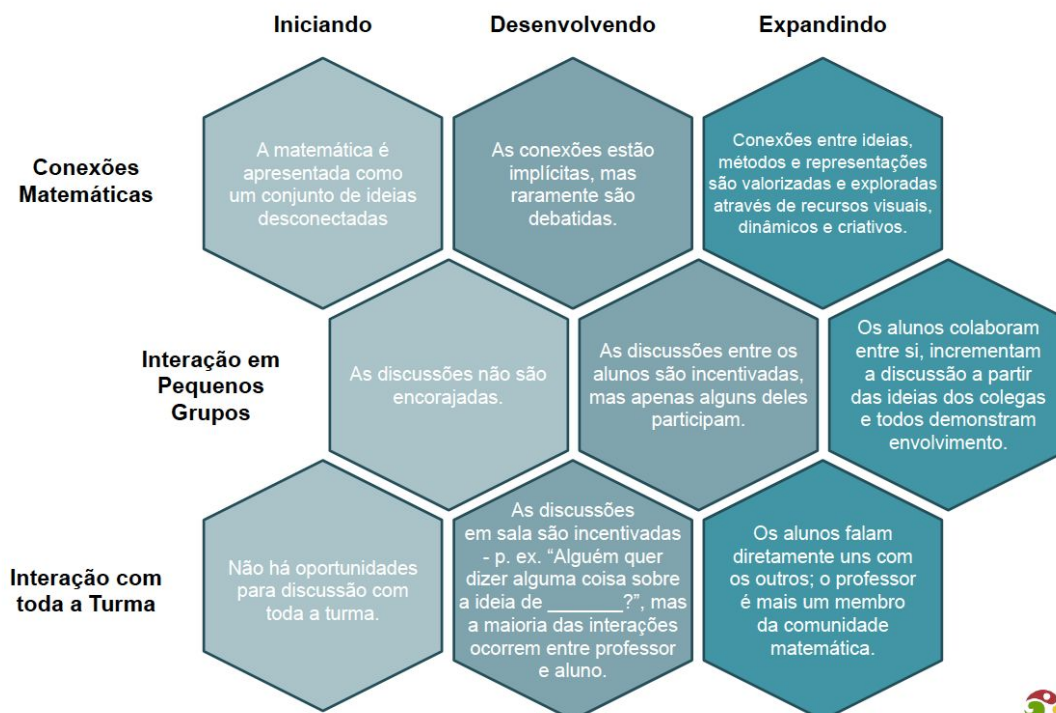 Iniciando
Desenvolvendo
Expandindo
Conexões
Matemáticas
A matemática é
apresentada como
um conjunto de ideias
desconectadas
As conexões estão
implícitas, mas
raramente são
debatidas.
Conexões entre ideias,
métodos e representações
são valorizadas e exploradas
através de recursos visuais,
dinâmicos e criativos.
Interação em
Pequenos
Grupos
As discussões não são
encorajadas.
As discussões entre os
alunos são incentivadas,
mas apenas alguns deles
participam.
Os alunos colaboram
entre si, incrementam
a discussão a partir
das ideias dos colegas
e todos demonstram
envolvimento.
Interação com
toda a Turma
Não há oportunidades
para discussão com
toda a turma.
As discussões
em sala são incentivadas
- p. ex. “Alguém quer
dizer alguma coisa sobre
a ideia de _______?”, mas
a maioria das interações
ocorrem entre professor
e aluno.
Os alunos falam
diretamente uns com
os outros; o professor
é mais um membro
da comunidade
matemática.